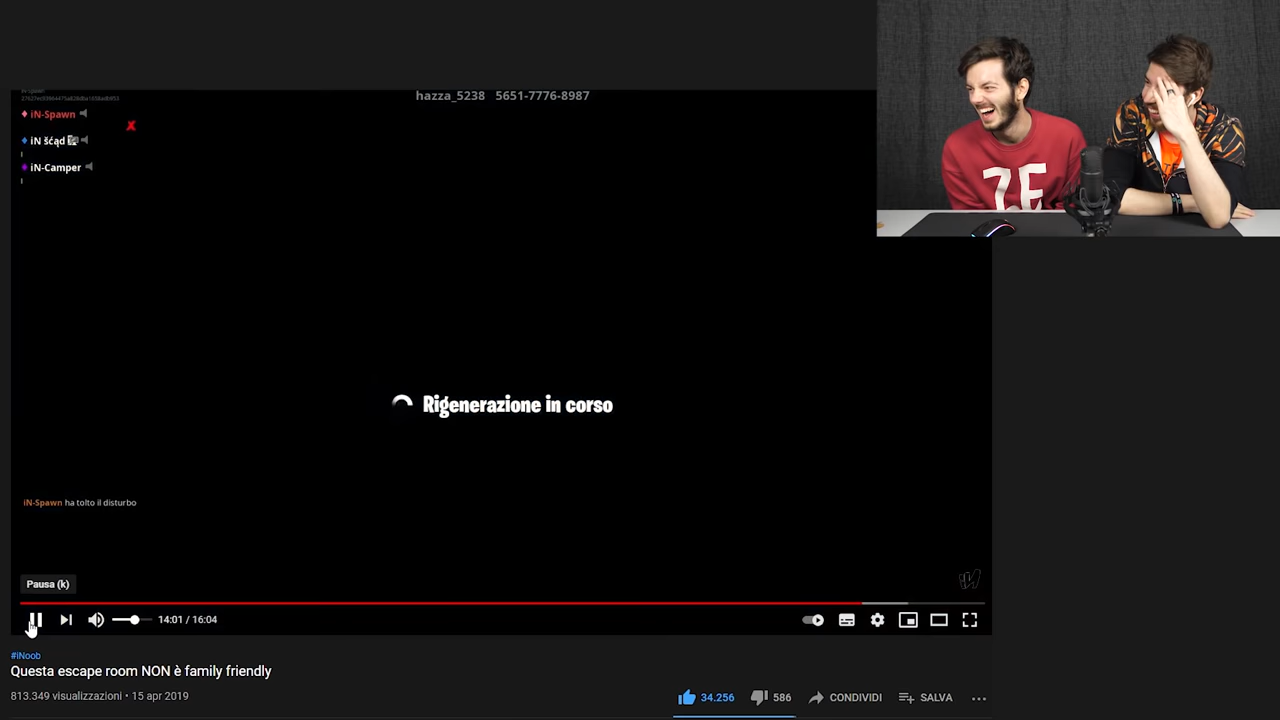 hazza_5238 5651-7776-8987
iN-Spawn
X
iN šćąd
iN-Camper
Rigenerazione in corso
iN-Spawn ha tolto il disturbo
Pausa (k)
14:01 / 16:04
#iNoob
Questa escape room NON è family friendly
813.349 visualizzazioni • 15 apr 2019
34.256
586
CONDIVIDI
SALVA
ZE